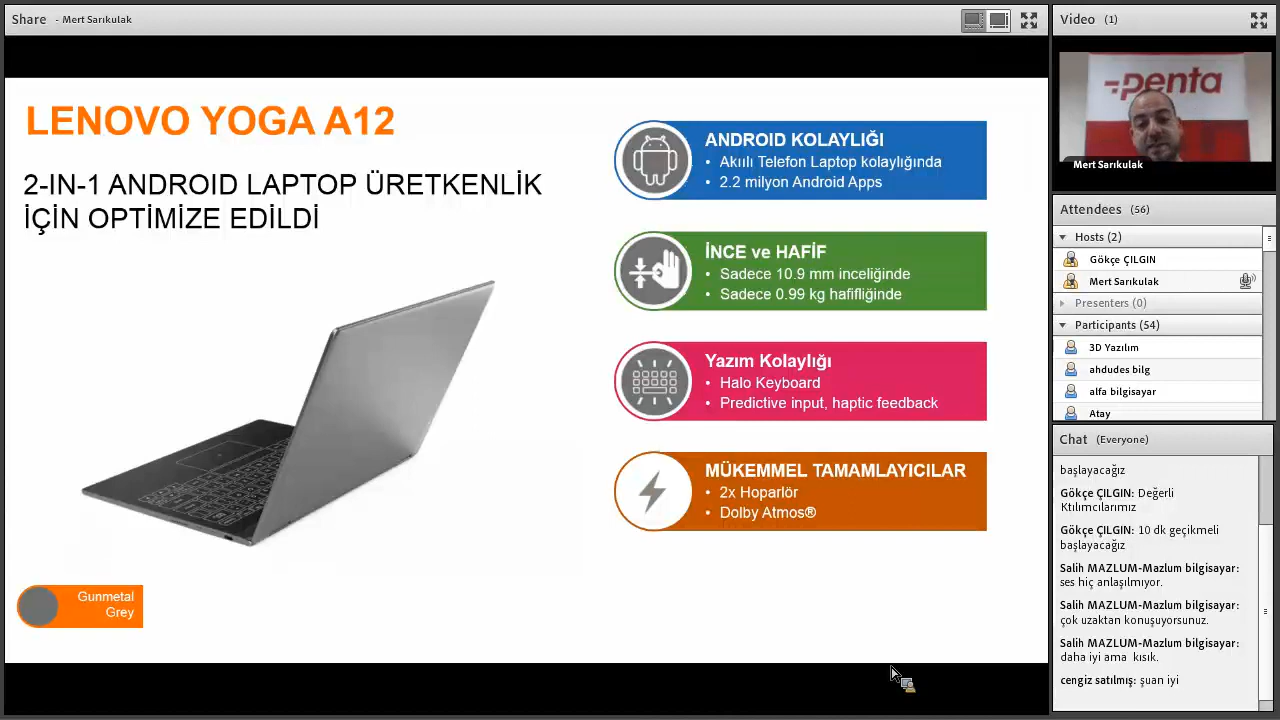 Share - Mert Sarıkulak
LENOVO YOGA A12
2-IN-1 ANDROID LAPTOP ÜRETKENLİK
İÇİN OPTİMİZE EDİLDİ
Gunmetal
Grey
ANDROID KOLAYLIĞI
• Akıılı Telefon Laptop kolaylığında
• 2.2 milyon Android Apps
İNCE ve HAFİF
• Sadece 10.9 mm inceliğinde
• Sadece 0.99 kg hafifliğinde
Yazım Kolaylığı
• Halo Keyboard
• Predictive input, haptic feedback
MÜKEMMEL TAMAMLAYICILAR
• 2x Hoparlör
• Dolby Atmos®
Video (1)
penta
Mert Sarıkulak
Attendees (56)
Hosts (2)
Gökçe ÇILGIN
Mert Sarıkulak
Presenters (0)
Participants (54)
3D Yazılım
ahdudes bilg
alfa bilgisayar
Atay
Chat (Everyone)
başlayacağız
Gökçe ÇILGIN: Değerli
Ktılımcılarımız
Gökçe ÇILGIN: 10 dk geçikmeli
başlayacağız
Salih MAZLUM-Mazlum bilgisayar:
ses hiç anlaşılmıyor.
Salih MAZLUM-Mazlum bilgisayar:
çok uzaktan konuşuyorsunuz.
Salih MAZLUM-Mazlum bilgisayar:
daha iyi ama kısık.
cengiz satılmış: şuan iyi